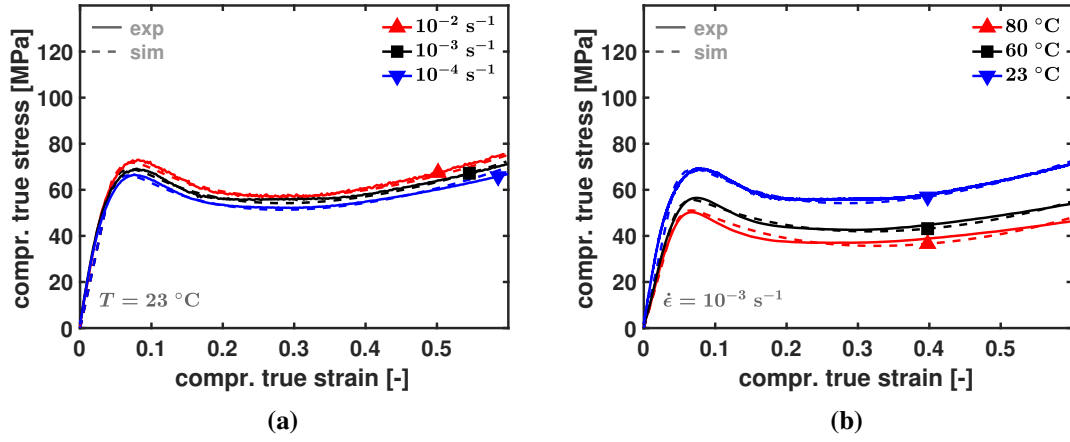 exp
sim
10⁻² s⁻¹
10⁻³ s⁻¹
10⁻⁴ s⁻¹
compr. true stress [MPa]
140
120
100
80
60
40
20
0
T = 23 °C
0 0.1 0.2 0.3 0.4 0.5
compr. true strain [-]
(a)
exp
sim
80 °C
60 °C
23 °C
compr. true stress [MPa]
140
120
100
80
60
40
20
0
ε̇ = 10⁻³ s⁻¹
0 0.1 0.2 0.3 0.4 0.5
compr. true strain [-]
(b)